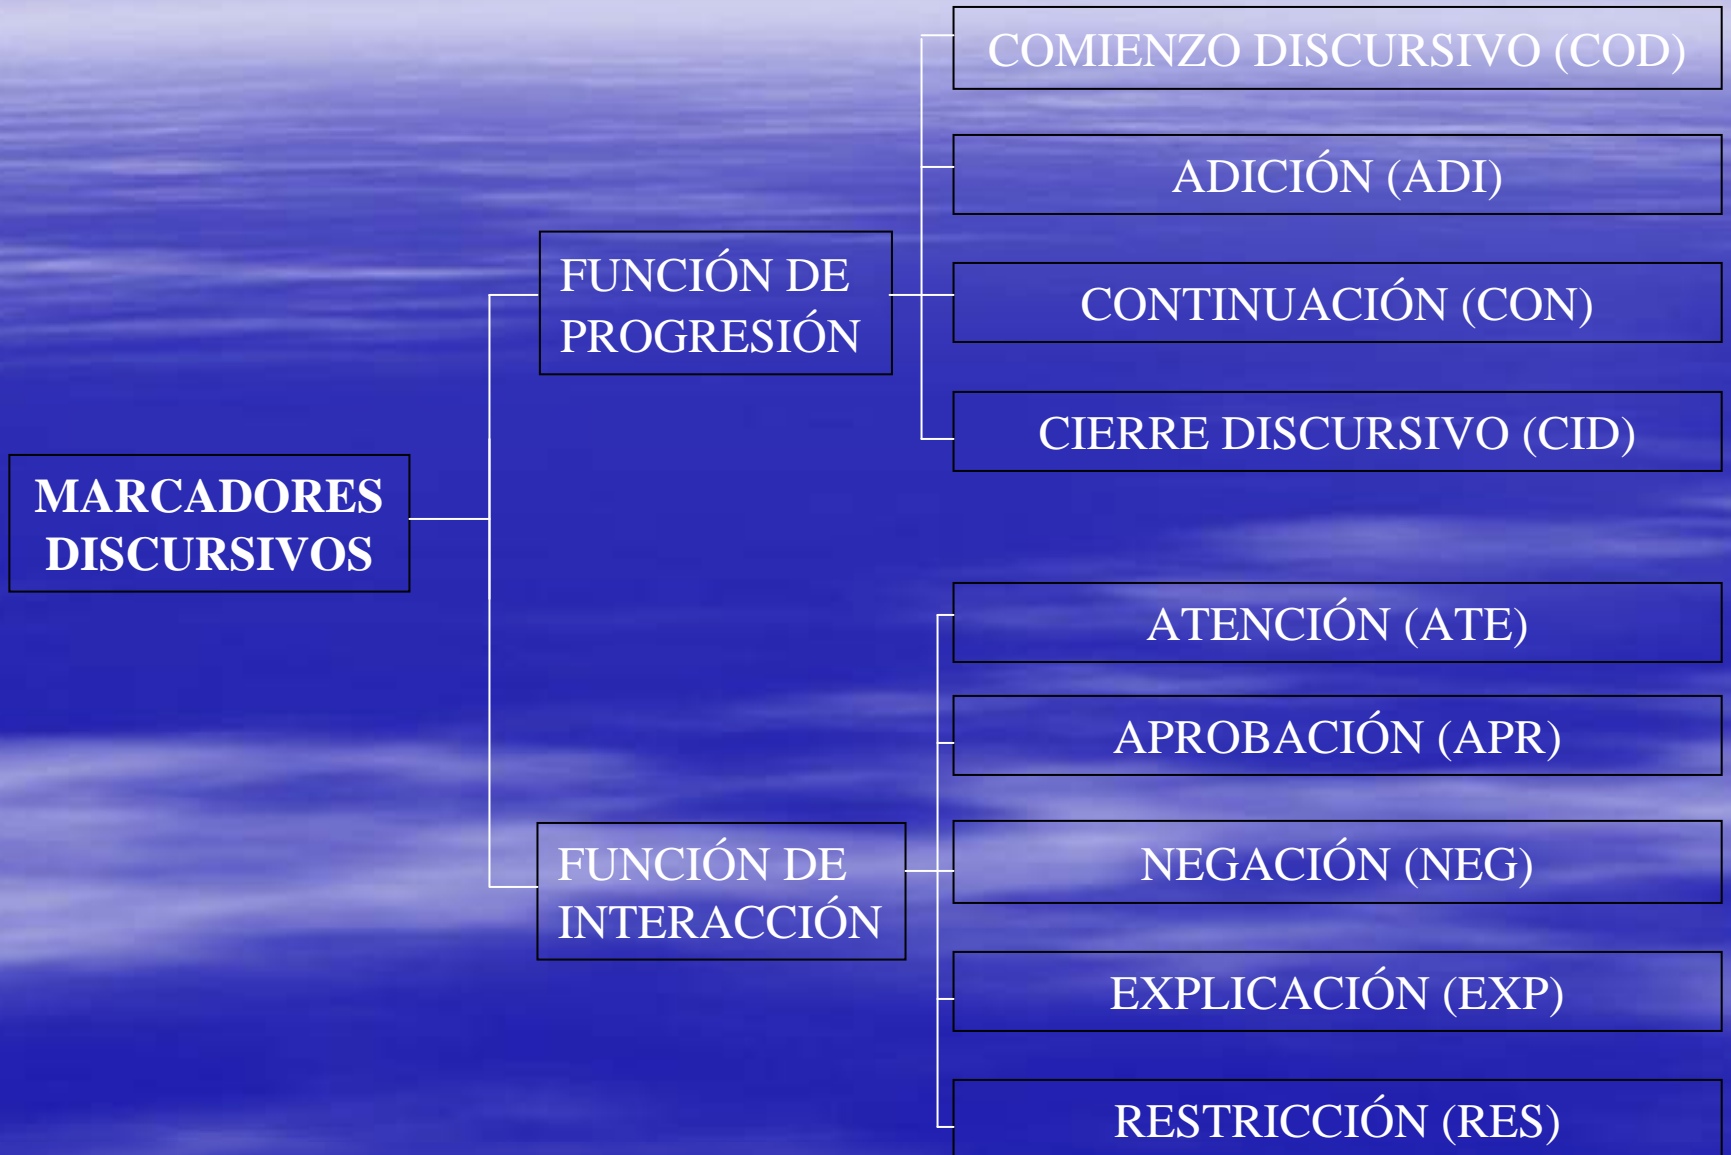 COMIENZO DISCURSIVO (COD)
ADICIÓN (ADI)
FUNCIÓN DE
PROGRESIÓN
CONTINUACIÓN (CON)
CIERRE DISCURSIVO (CID)
MARCADORES
DISCURSIVOS
ATENCIÓN (ATE)
APROBACIÓN (APR)
FUNCIÓN DE
INTERACCIÓN
NEGACIÓN (NEG)
EXPLICACIÓN (EXP)
RESTRICCIÓN (RES)